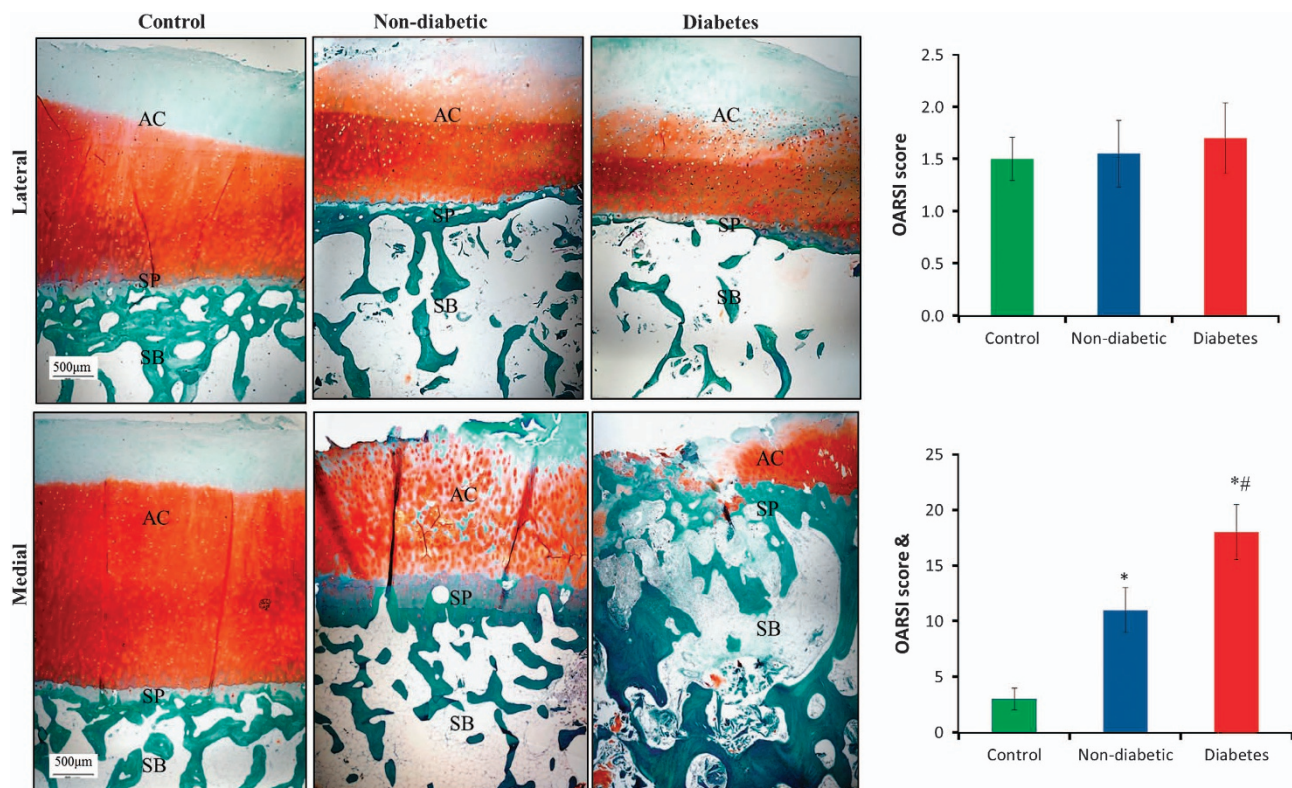 Control
Non-diabetic
Diabetes
Lateral
AC
SP
SB
500μm
AC
SP
SB
AC
SP
SB
OARSI score
2.5
2.0
1.5
1.0
0.5
0.0
Control
Non-diabetic
Diabetes
Medial
AC
SP
SB
500μm
AC
SP
SB
AC
SP
SB
OARSI score &
25
20
15
10
5
0
*
*#
Control
Non-diabetic
Diabetes